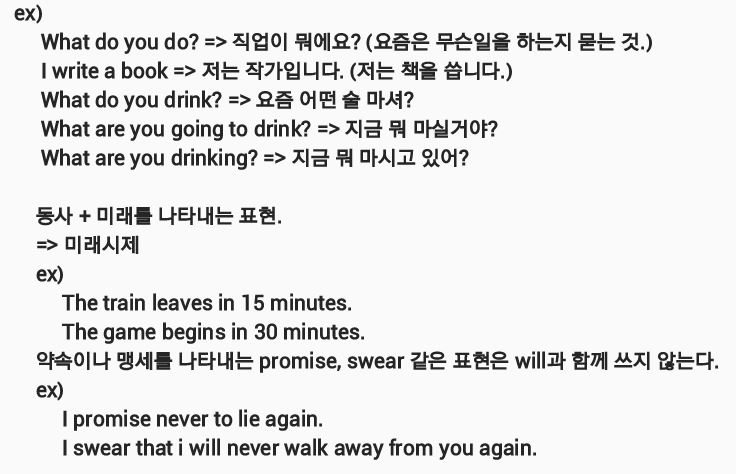 ex)
What do you do? => 직업이 뭐에요? (요즘은 무슨일을 하는지 묻는 것.)
I write a book => 저는 작가입니다. (저는 책을 씁니다.)
What do you drink? => 요즘 어떤 술 마셔?
What are you going to drink? => 지금 뭐 마실거야?
What are you drinking? => 지금 뭐 마시고 있어?
동사 + 미래를 나타내는 표현.
=> 미래시제
ex)
The train leaves in 15 minutes.
The game begins in 30 minutes.
약속이나 맹세를 나타내는 promise, swear 같은 표현은 will과 함께 쓰지 않는다.
ex)
I promise never to lie again.
I swear that i will never walk away from you again.